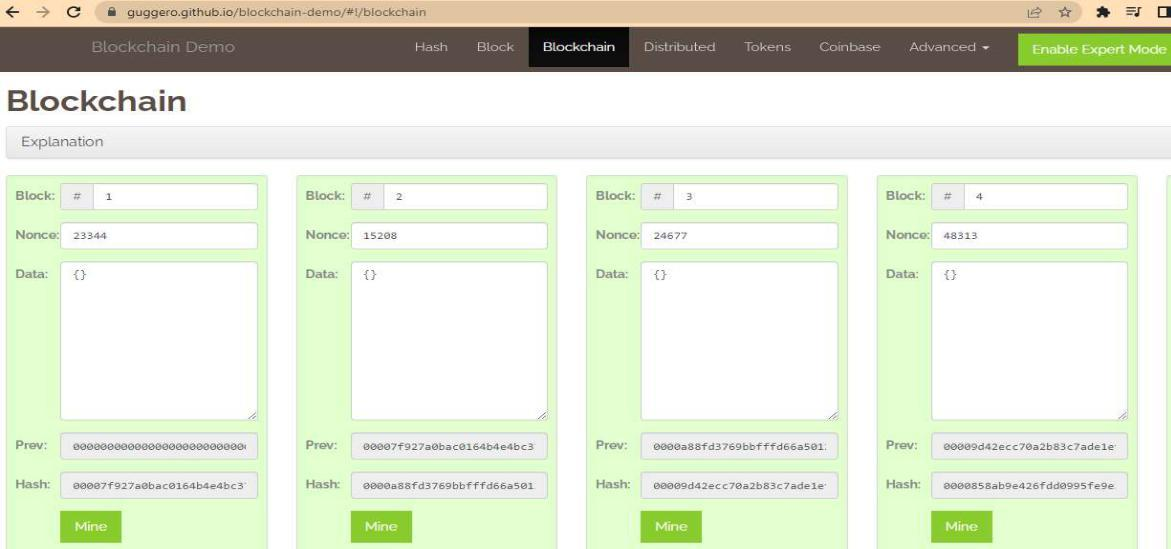 guggero.github.io/blockchain-demo/#!/blockchain
Blockchain Demo Hash Block Blockchain Distributed Tokens Coinbase Advanced Enable Expert Mode
Blockchain
Explanation
Block: # 1 Block: # 2 Block: # 3 Block: # 4
Nonce: 23344 Nonce: 15208 Nonce: 24677 Nonce: 48313
Data: {} Data: {} Data: {} Data: {}
Prev: 000000000000000000000000 Prev: 00007f927a0bac0164b4e4bc3 Prev: 0000a88fd3769bbfffd66a501 Prev: 00009d42ecc70a2b83c7ade1e
Hash: 00007f927a0bac0164b4e4bc3 Hash: 0000a88fd3769bbfffd66a501 Hash: 00009d42ecc70a2b83c7ade1e Hash: 0000858ab9e426fdd0995fe9e
Mine Mine Mine Mine